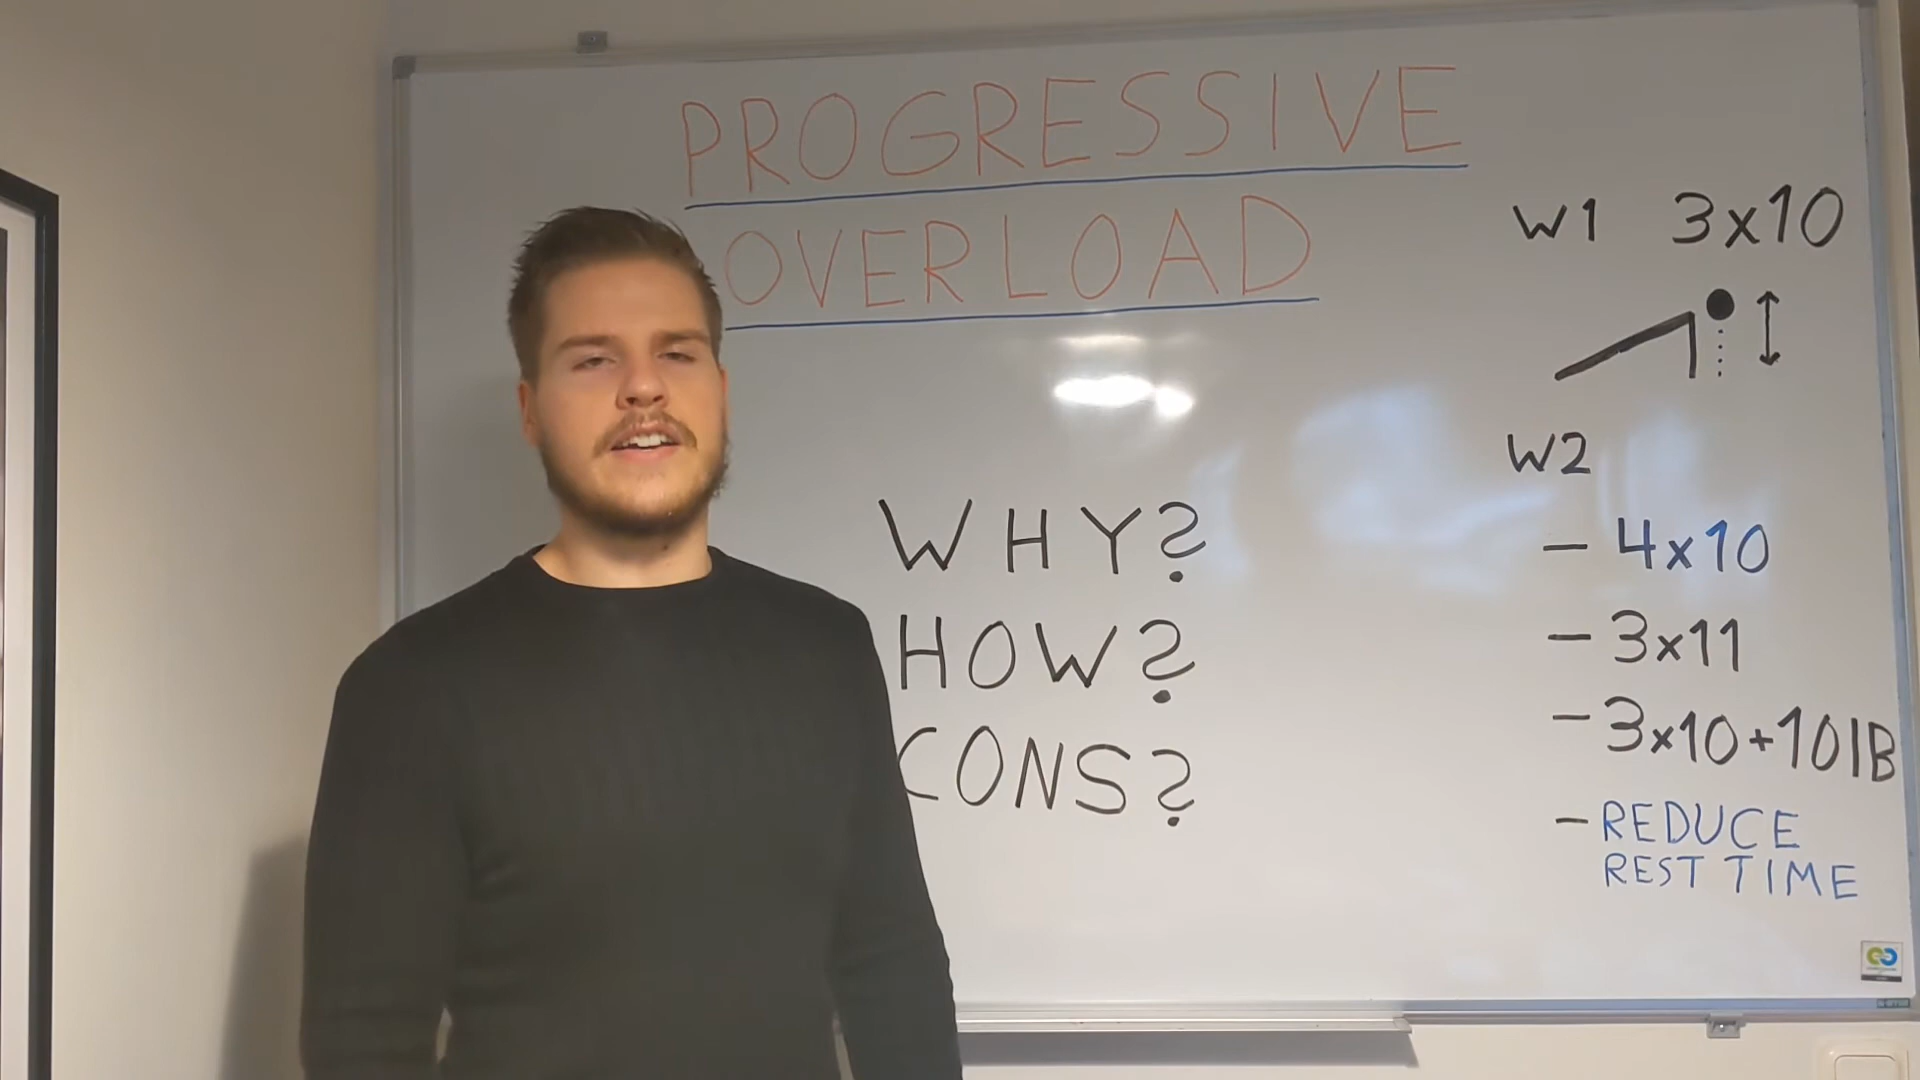 PROGRESSIVE
OVERLOAD
WHY?
HOW?
CONS?
W1 3x10
W2
- 4x10
- 3x11
- 3x10+10lB
- REDUCE
REST TIME